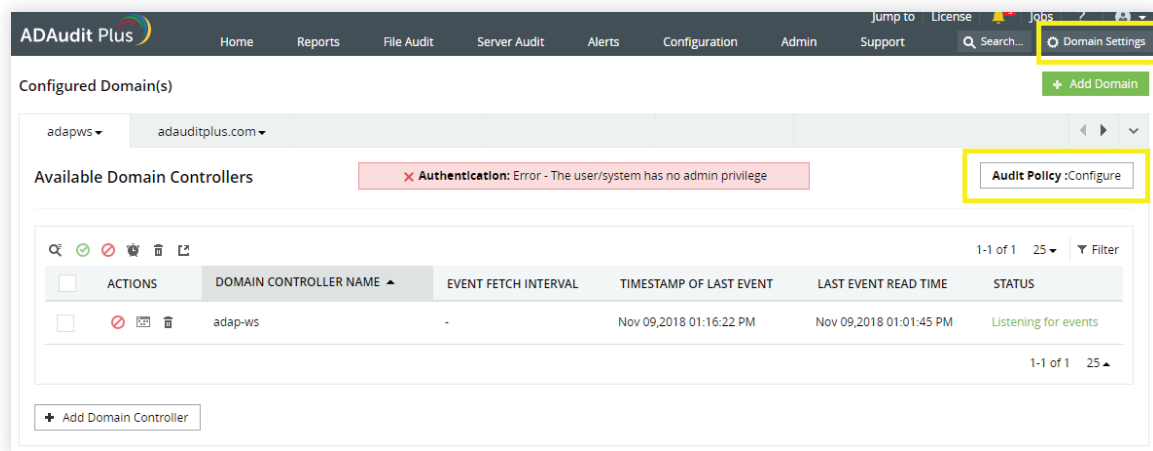 Jump to License Jobs ?
ADAudit Plus
Home Reports File Audit Server Audit Alerts Configuration Admin Support Search... Domain Settings
Configured Domain(s)
+ Add Domain
adapws adauditplus.com
Available Domain Controllers
Authentication: Error - The user/system has no admin privilege
Audit Policy :Configure
1-1 of 1 25 Filter
ACTIONS DOMAIN CONTROLLER NAME EVENT FETCH INTERVAL TIMESTAMP OF LAST EVENT LAST EVENT READ TIME STATUS
adap-ws - Nov 09,2018 01:16:22 PM Nov 09,2018 01:01:45 PM Listening for events
1-1 of 1 25
+ Add Domain Controller